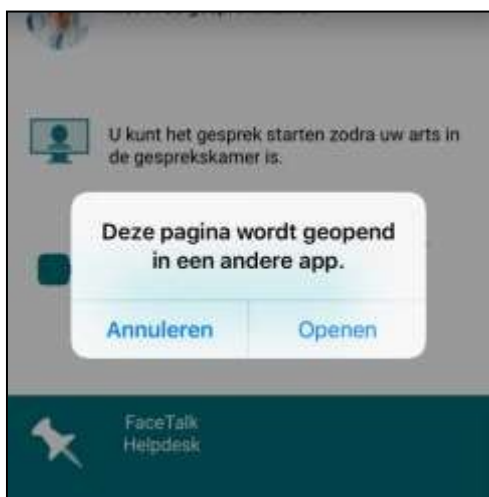 U kunt het gesprek starten zodra uw arts in
de gesprekskamer is.
Deze pagina wordt geopend
in een andere app.
Annuleren Openen
FaceTalk
Helpdesk